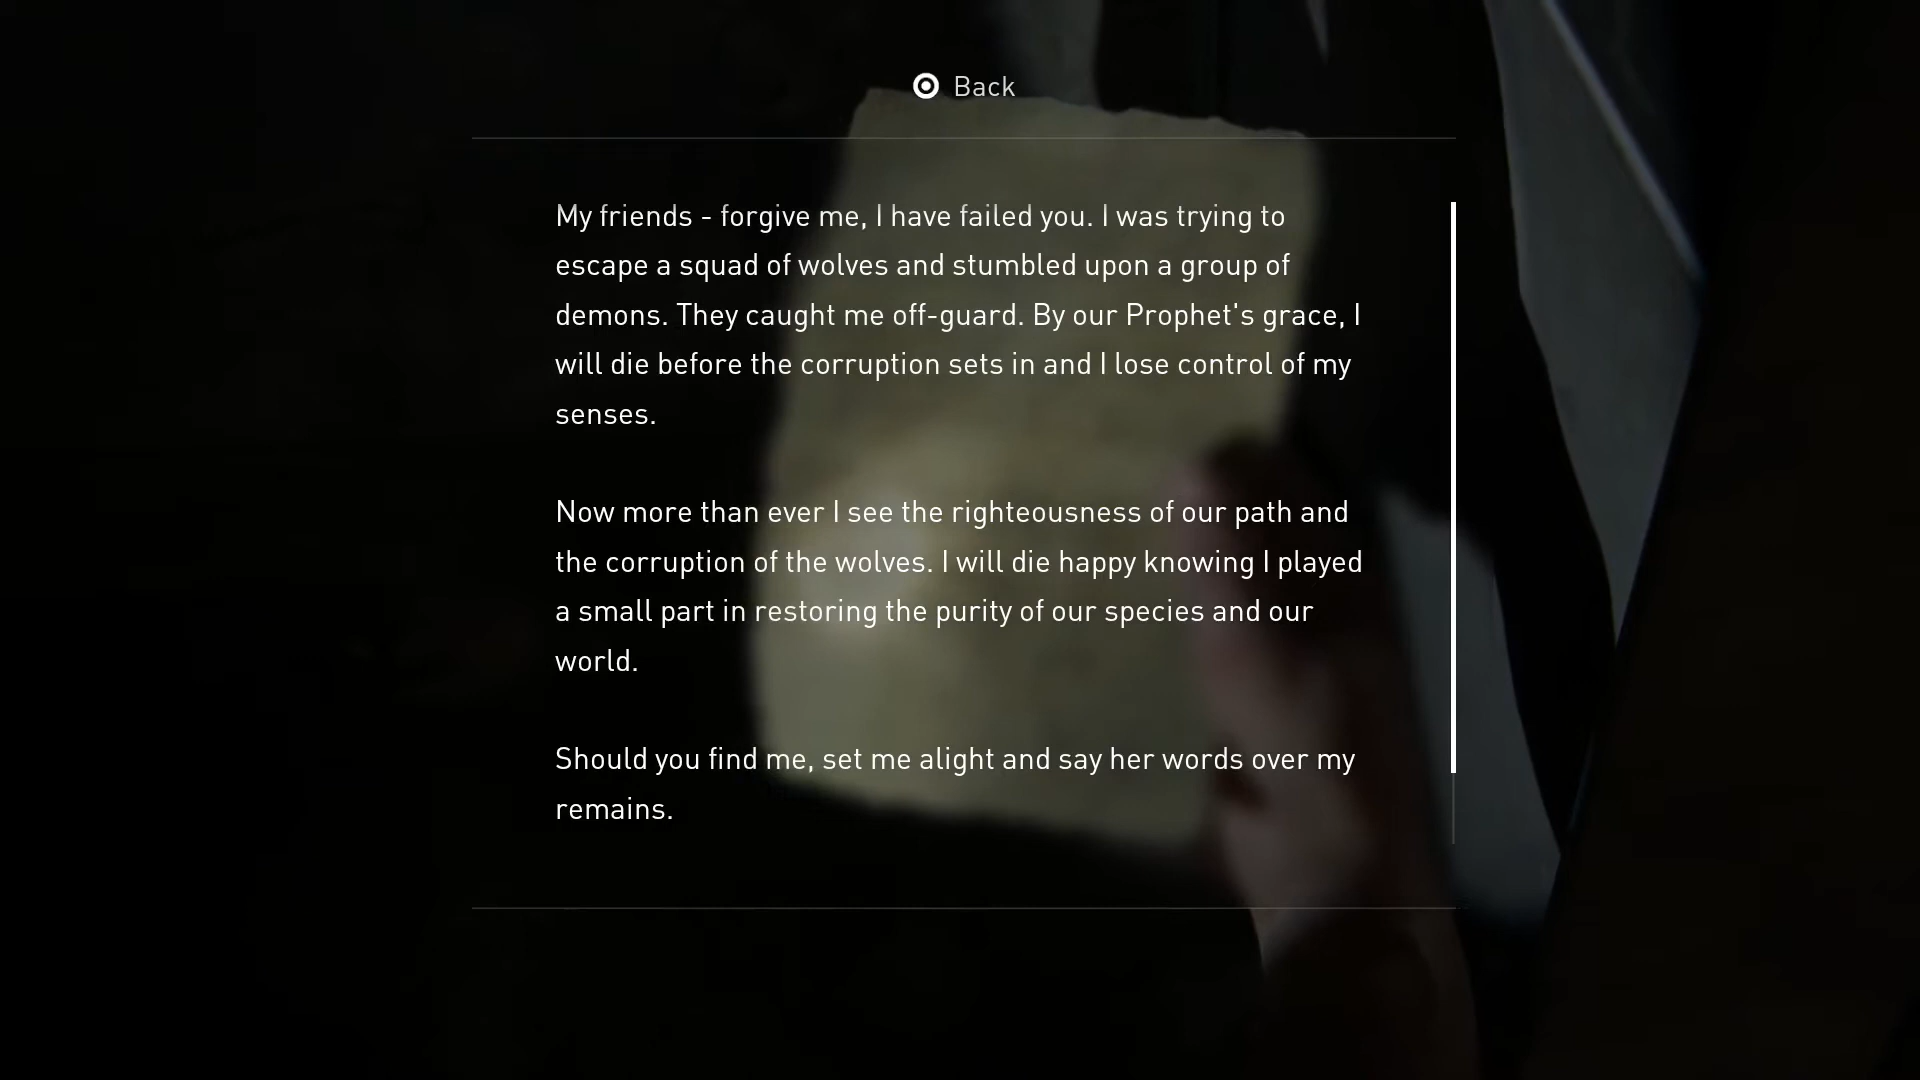 Back
My friends - forgive me, I have failed you. I was trying to
escape a squad of wolves and stumbled upon a group of
demons. They caught me off-guard. By our Prophet's grace, I
will die before the corruption sets in and I lose control of my
senses.
Now more than ever I see the righteousness of our path and
the corruption of the wolves. I will die happy knowing I played
a small part in restoring the purity of our species and our
world.
Should you find me, set me alight and say her words over my
remains.